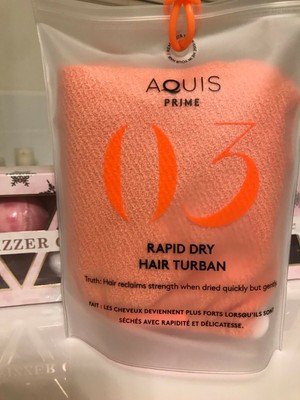 AQUIS
PRIME
03
RAPID DRY
HAIR TURBAN
Truth: Hair reclaims strength when dried quickly but gently.
FAIT : LES CHEVEUX DEVIENNENT PLUS FORTS LORSQU'ILS SONT
SÉCHÉS AVEC RAPIDITÉ ET DÉLICATESSE.
IZZER